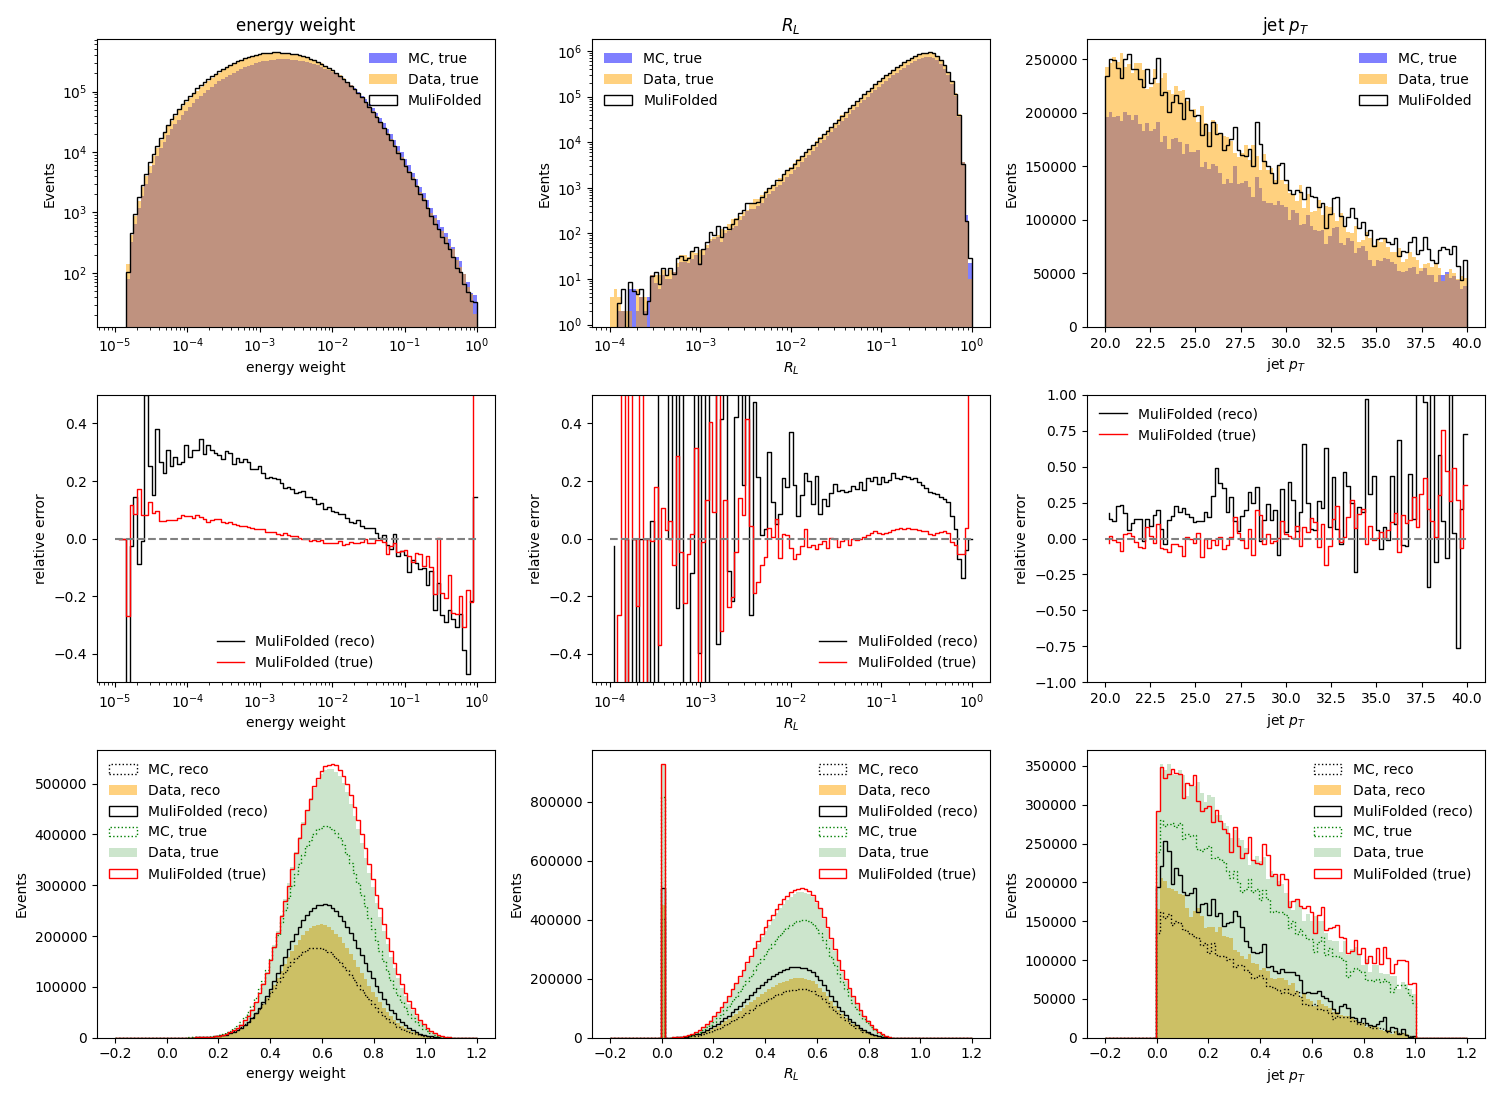 energy weight
R_L
jet p_T
MC, true
Data, true
MuliFolded
MC, true
Data, true
MuliFolded
MC, true
Data, true
MuliFolded
Events
10^5
10^4
10^3
10^2
10^-5 10^-4 10^-3 10^-2 10^-1 10^0
energy weight
Events
10^6
10^5
10^4
10^3
10^2
10^1
10^0
10^-4 10^-3 10^-2 10^-1 10^0
R_L
Events
250000
200000
150000
100000
50000
0
20.0 22.5 25.0 27.5 30.0 32.5 35.0 37.5 40.0
jet p_T
relative error
0.4
0.2
0.0
−0.2
−0.4
MuliFolded (reco)
MuliFolded (true)
10^-5 10^-4 10^-3 10^-2 10^-1 10^0
energy weight
relative error
0.4
0.2
0.0
−0.2
−0.4
MuliFolded (reco)
MuliFolded (true)
10^-4 10^-3 10^-2 10^-1 10^0
R_L
relative error
1.00
0.75
0.50
0.25
0.00
−0.25
−0.50
−0.75
−1.00
MuliFolded (reco)
MuliFolded (true)
20.0 22.5 25.0 27.5 30.0 32.5 35.0 37.5 40.0
jet p_T
Events
500000
400000
300000
200000
100000
0
MC, reco
Data, reco
MuliFolded (reco)
MC, true
Data, true
MuliFolded (true)
−0.2 0.0 0.2 0.4 0.6 0.8 1.0 1.2
energy weight
Events
800000
600000
400000
200000
0
MC, reco
Data, reco
MuliFolded (reco)
MC, true
Data, true
MuliFolded (true)
−0.2 0.0 0.2 0.4 0.6 0.8 1.0 1.2
R_L
Events
350000
300000
250000
200000
150000
100000
50000
0
MC, reco
Data, reco
MuliFolded (reco)
MC, true
Data, true
MuliFolded (true)
−0.2 0.0 0.2 0.4 0.6 0.8 1.0 1.2
jet p_T